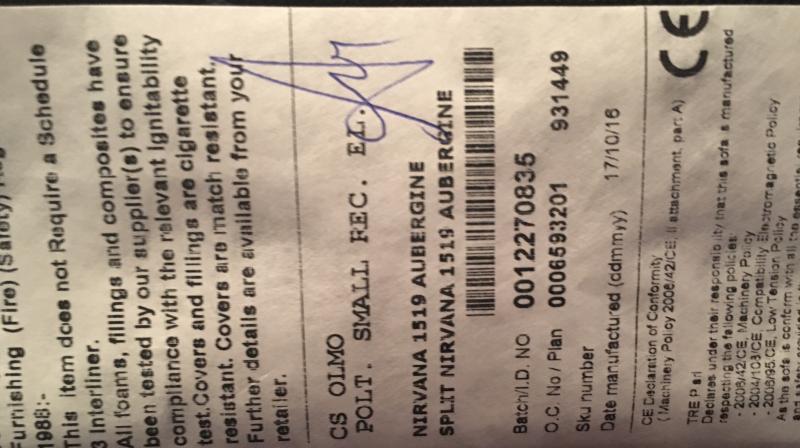 Furnishing (Fire) (Safety)
1988:-
This item does not Require a Schedule
3 Interliner.
All foams, fillings and composites have
been tested by our supplier(s) to ensure
compliance with the relevant Ignitability
test.Covers and fillings are cigarette
resistant. Covers are match resistant.
Further details are available from your
retailer.
CS OLMO
POLT. SMALL REC. EL.
NIRVANA 1519 AUBERGINE
SPLIT NIRVANA 1519 AUBERGINE
Batch/I.D. NO 00122270835
O.C. No / Plan 0006593201 931449
Sku number
Date manufactured (ddmmyy) 17/10/16
CE Declaration of Conformity
( Machinery Policy 2006/42/CE, II attachment, part A)
CE
TRE P srl
Declares under their responsibility that this sofa is manufactured
respecting the following policies:
- 2006/42 CE, Machinery Policy
- 2004/103/CE, Compatibility Electromagnetic Policy
- 2006/95 CE, Low Tension Policy
As the sofa is conform with all the essential